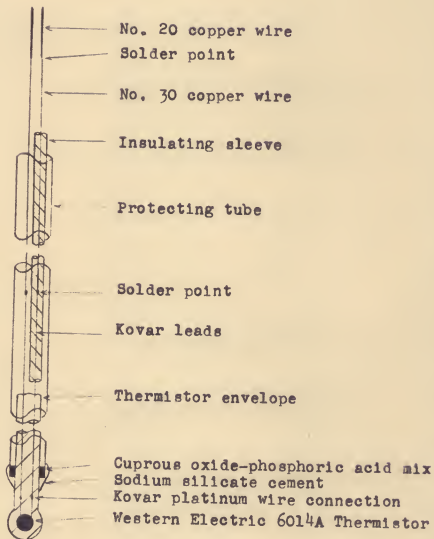 No. 20 copper wire
Solder point
No. 30 copper wire
Insulating sleeve
Protecting tube
Solder point
Kovar leads
Thermistor envelope
Cuprous oxide-phosphoric acid mix
Sodium silicate cement
Kovar platinum wire connection
Western Electric 6014A Thermistor